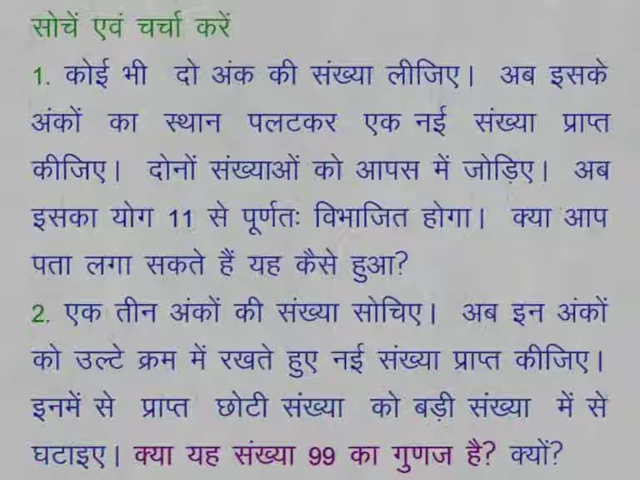 सोचें एवं चर्चा करें
1. कोई भी दो अंक की संख्या लीजिए। अब इसके
अंकों का स्थान पलटकर एक नई संख्या प्राप्त
कीजिए। दोनों संख्याओं को आपस में जोड़िए। अब
इसका योग 11 से पूर्णतः विभाजित होगा। क्या आप
पता लगा सकते हैं यह कैसे हुआ?
2. एक तीन अंकों की संख्या सोचिए। अब इन अंकों
को उल्टे क्रम में रखते हुए नई संख्या प्राप्त कीजिए।
इनमें से प्राप्त छोटी संख्या को बड़ी संख्या में से
घटाइए। क्या यह संख्या 99 का गुणज है? क्यों?